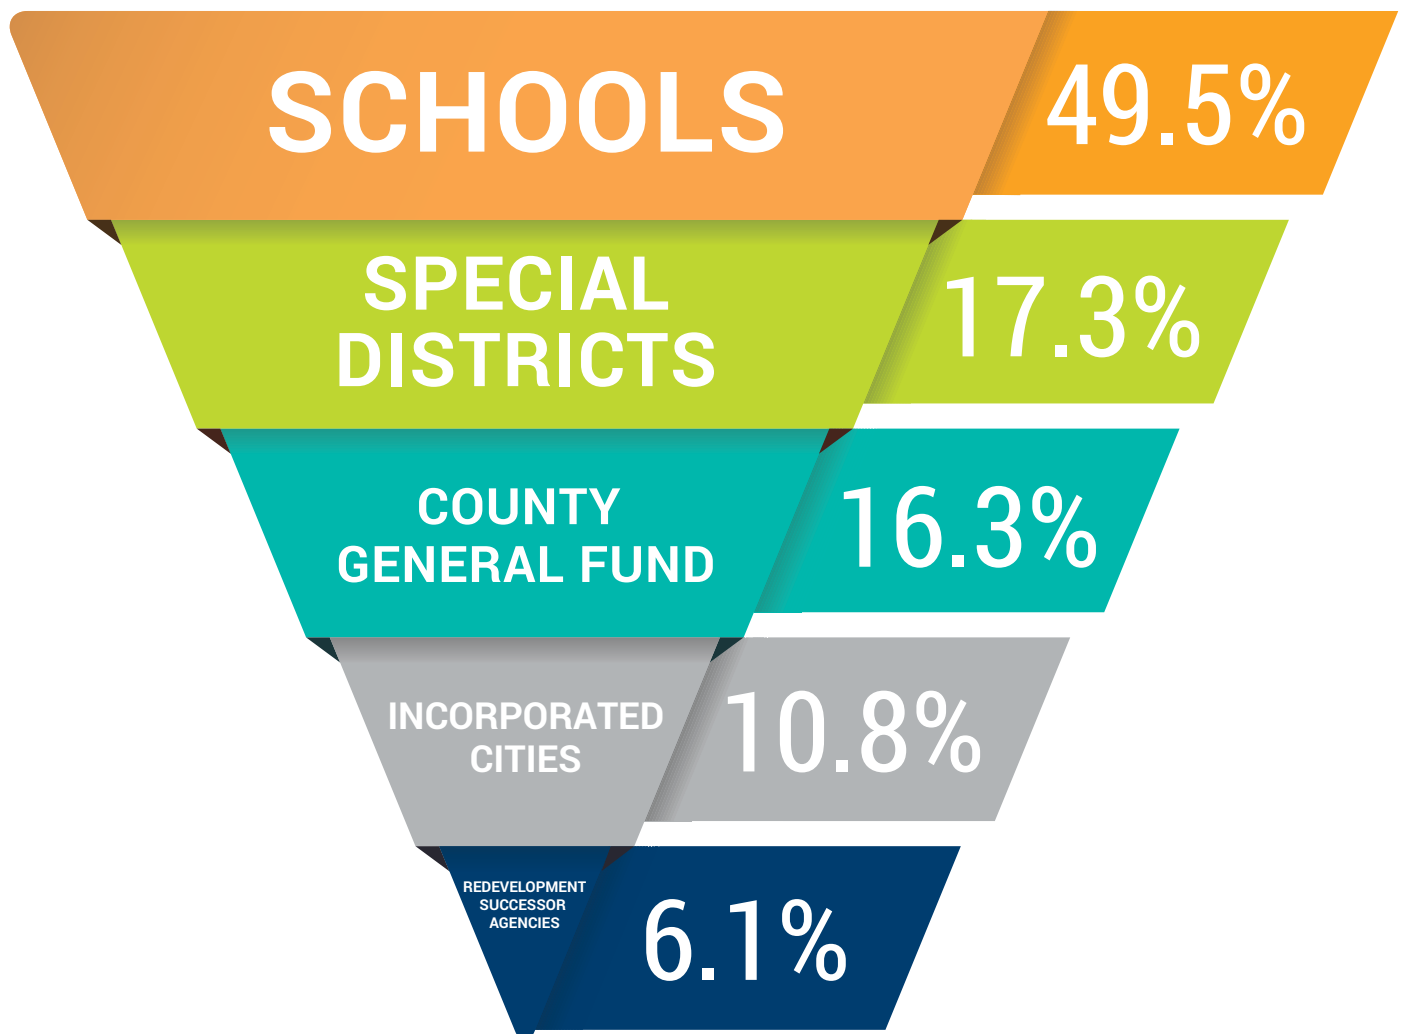 SCHOOLS
49.5%
SPECIAL
DISTRICTS
17.3%
COUNTY
GENERAL FUND
16.3%
INCORPORATED
CITIES
10.8%
REDEVELOPMENT
SUCCESSOR
AGENCIES
6.1%